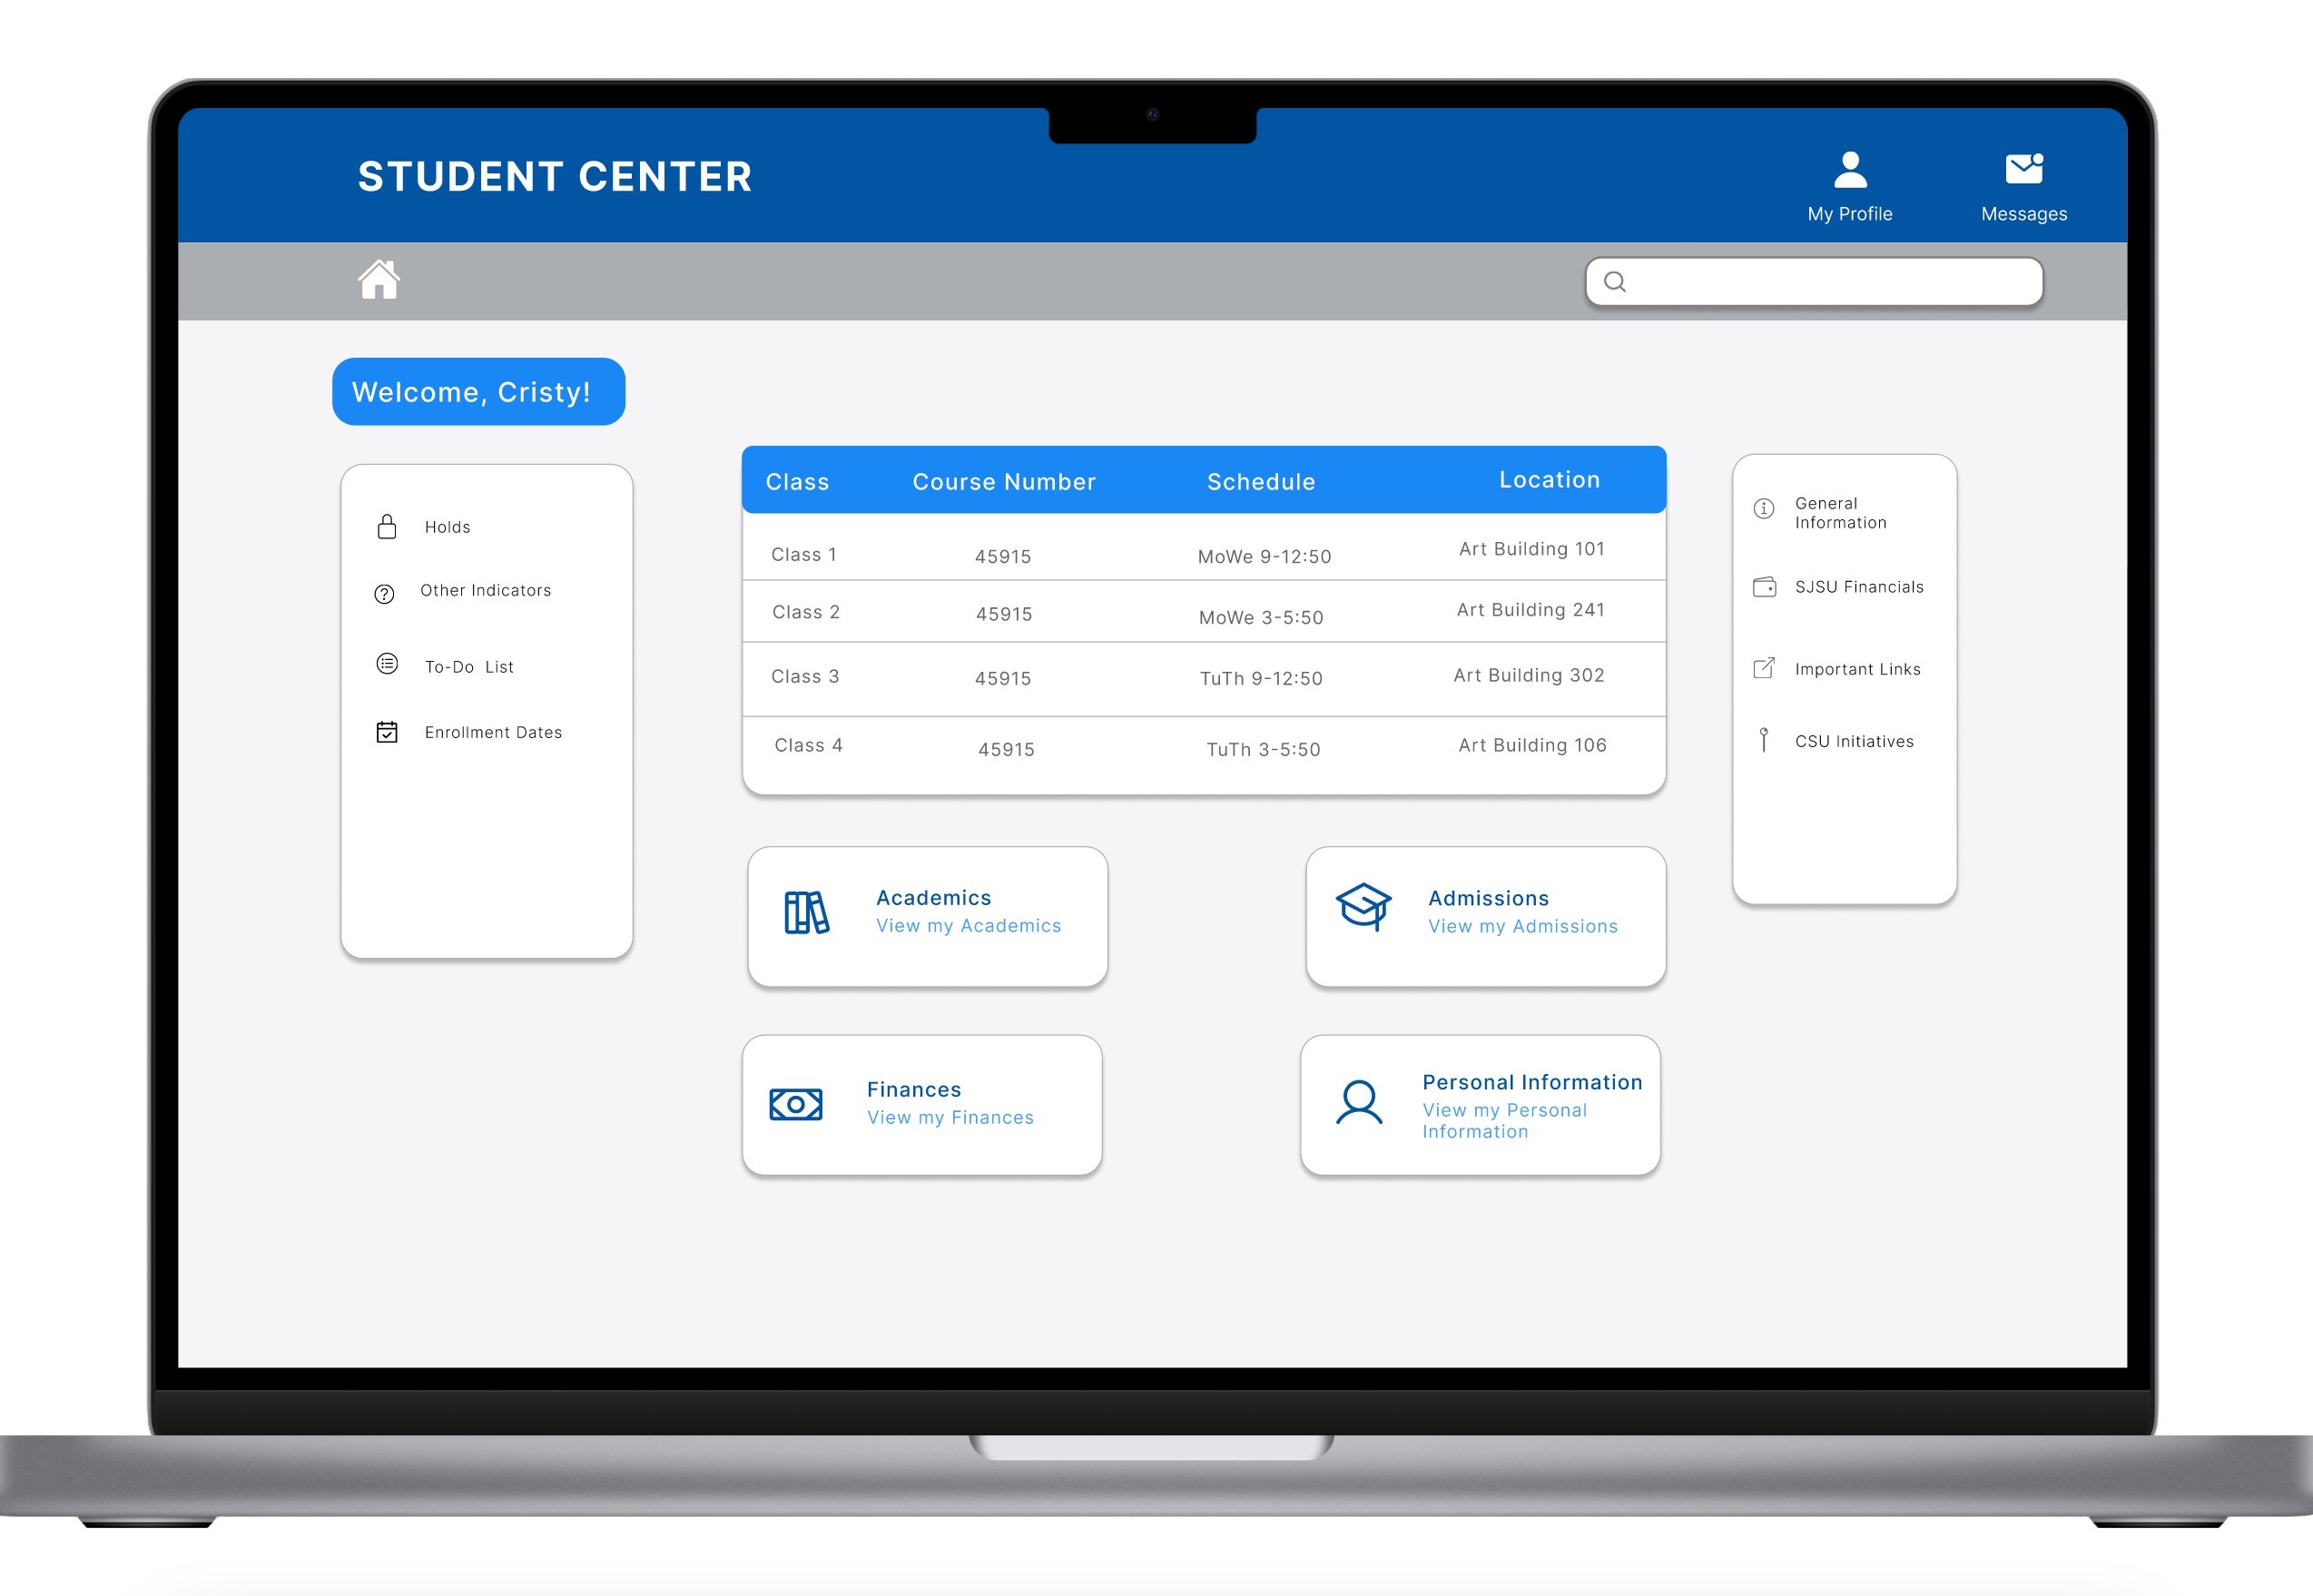 STUDENT CENTER
My Profile
Messages
Welcome, Cristy!
Holds
Other Indicators
To-Do List
Enrollment Dates
Class Course Number Schedule Location
Class 1 45915 MoWe 9-12:50 Art Building 101
Class 2 45915 MoWe 3-5:50 Art Building 241
Class 3 45915 TuTh 9-12:50 Art Building 302
Class 4 45915 TuTh 3-5:50 Art Building 106
General
Information
SJSU Financials
Important Links
CSU Initiatives
Academics
View my Academics
Admissions
View my Admissions
Finances
View my Finances
Personal Information
View my Personal
Information